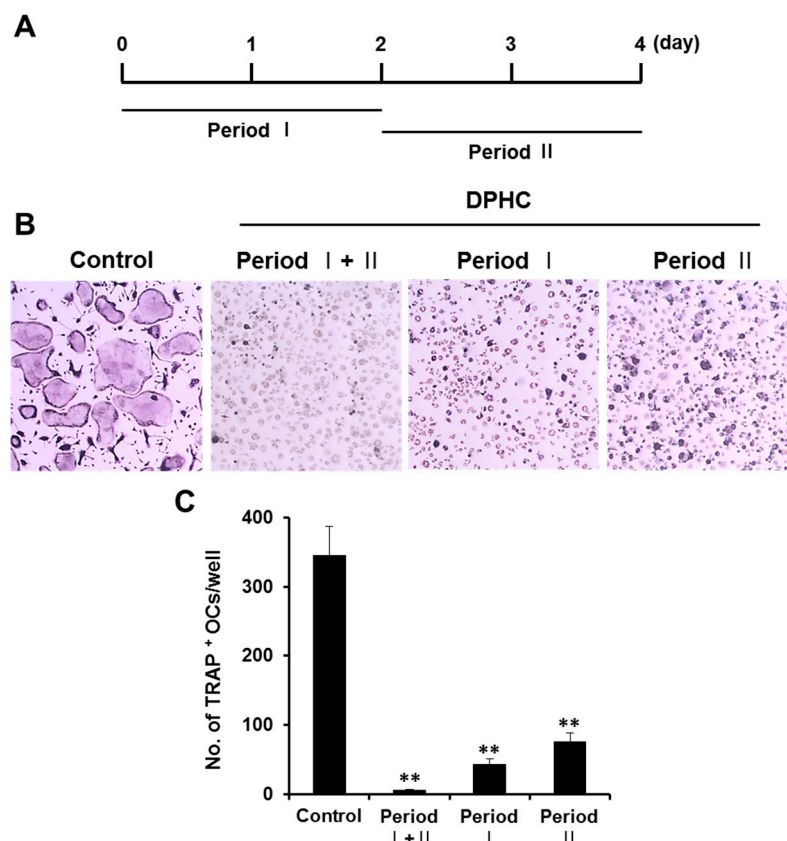 A
0 1 2 3 4 (day)
Period I
Period II
DPHC
B
Control Period I + II Period I Period II
C
No. of TRAP + OCs/well
400
300
200
100
0
** ** **
Control Period Period Period
I + II I II